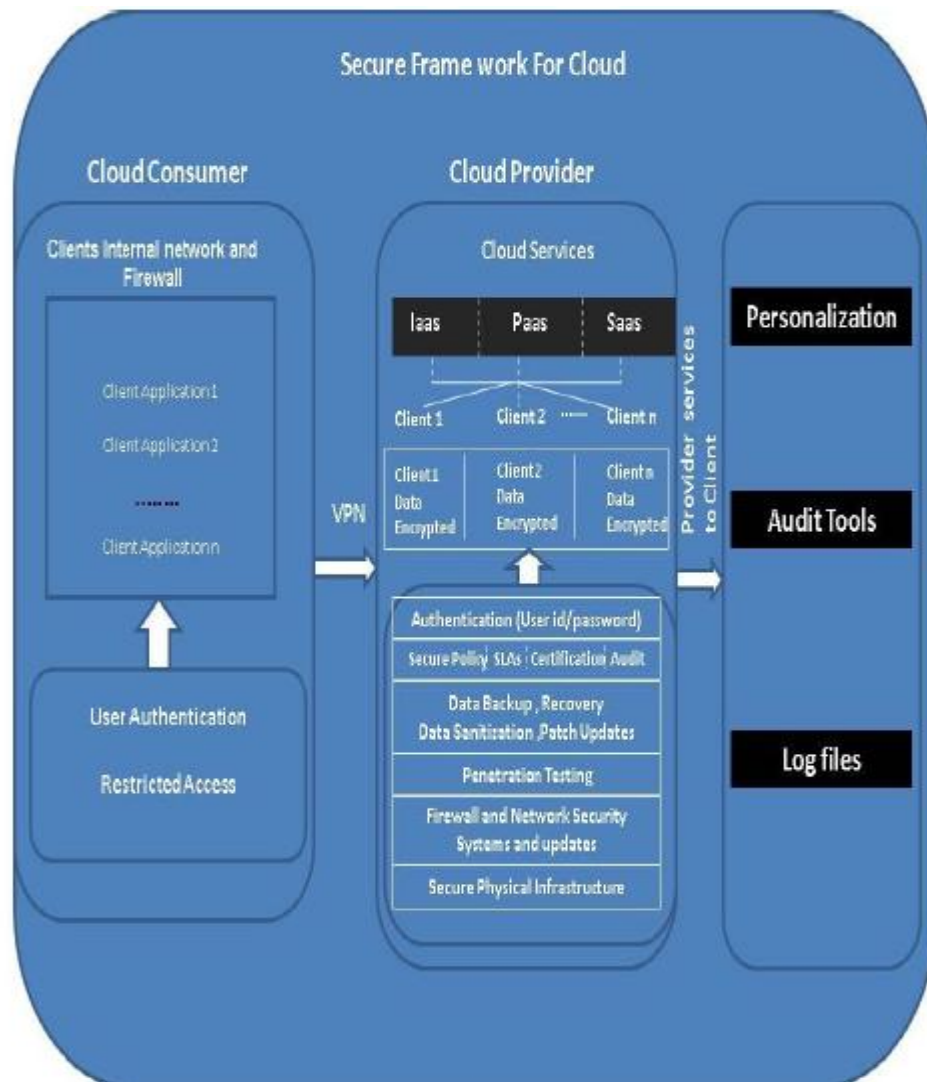 Secure Frame work For Cloud
Cloud Consumer
Clients Internal network and
Firewall
Client Application 1
Client Application 2
........
Client Application n
User Authentication
Restricted Access
VPN
Cloud Provider
Cloud Services
Iaas Paas Saas
Client 1 Client 2 ...... Client n
Client1 Client2 Client n
Data Data Data
Encrypted Encrypted Encrypted
Authentication (User id/password)
Secure Policy SLAs Certification Audit
Data Backup , Recovery
Data Sanitization ,Patch Updates
Penetration Testing
Firewall and Network Security
Systems and updates
Secure Physical Infrastructure
Provider services
to Client
Personalization
Audit Tools
Log files